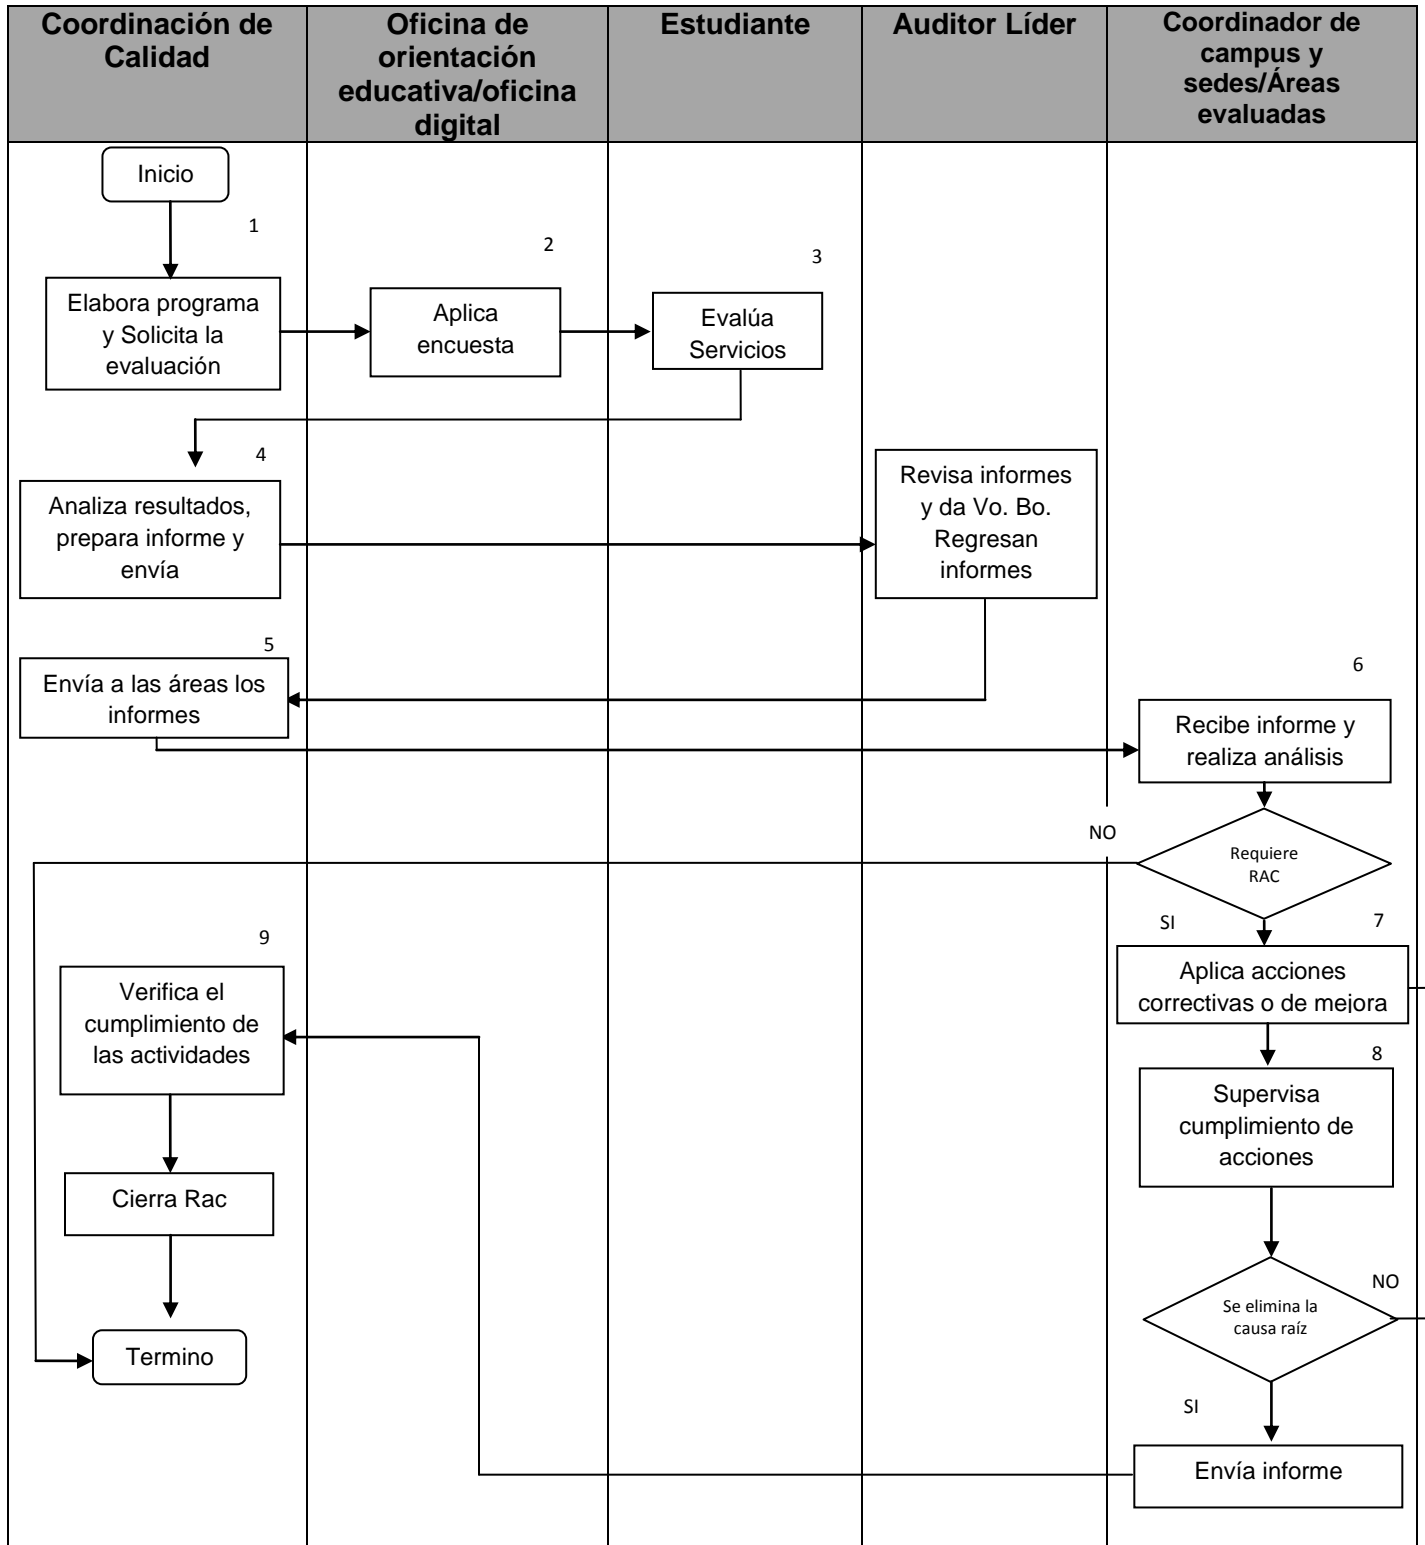 Coordinación de
Calidad
Oficina de
orientación
educativa/oficina
digital
Estudiante
Auditor Líder
Coordinador de
campus y
sedes/Áreas
evaluadas
Inicio
1
Elabora programa
y Solicita la
evaluación
2
Aplica
encuesta
3
Evalúa
Servicios
4
Analiza resultados,
prepara informe y
envía
Revisa informes
y da Vo. Bo.
Regresan
informes
5
Envía a las áreas los
informes
6
Recibe informe y
realiza análisis
NO
Requiere
RAC
SI
7
Aplica acciones
correctivas o de mejora
8
Supervisa
cumplimiento de
acciones
9
Verifica el
cumplimiento de
las actividades
Cierra Rac
Termino
NO
Se elimina la
causa raíz
SI
Envía informe